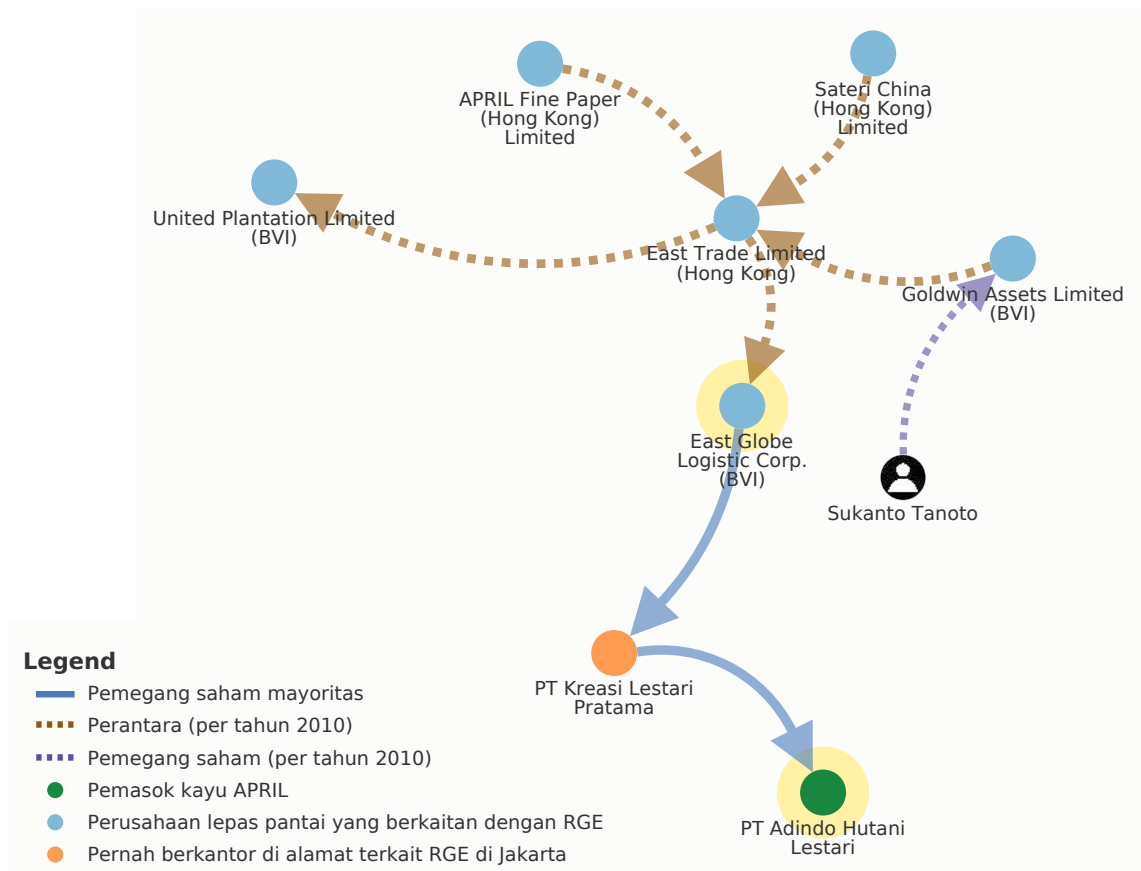 APRIL Fine Paper
(Hong Kong)
Limited
Sateri China
(Hong Kong)
Limited
United Plantation Limited
(BVI)
East Trade Limited
(Hong Kong)
Goldwin Assets Limited
(BVI)
East Globe
Logistic Corp.
(BVI)
Sukanto Tanoto
PT Kreasi Lestari
Pratama
PT Adindo Hutani
Lestari
Legend
Pemegang saham mayoritas
Perantara (per tahun 2010)
Pemegang saham (per tahun 2010)
Pemasok kayu APRIL
Perusahaan lepas pantai yang berkaitan dengan RGE
Pernah berkantor di alamat terkait RGE di Jakarta